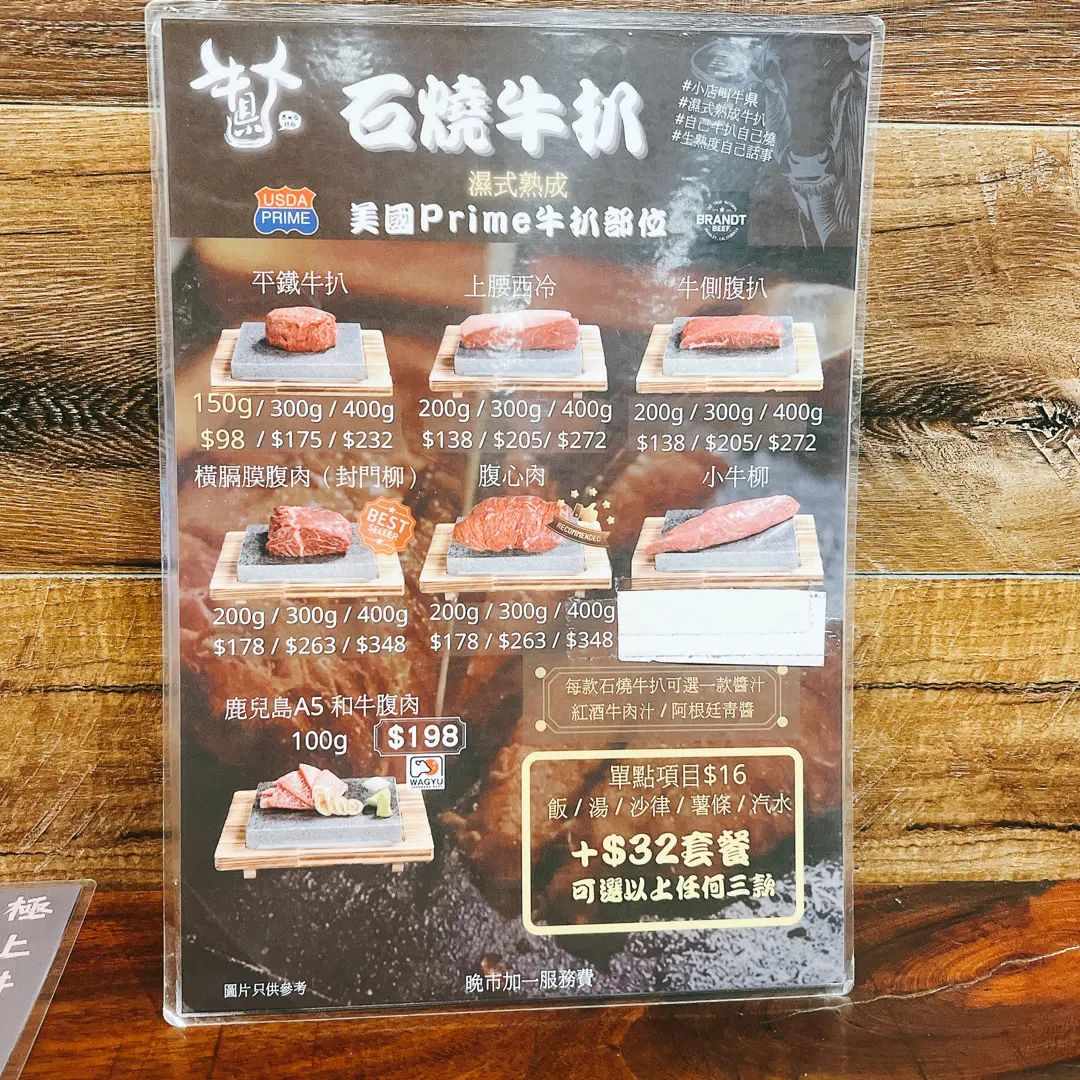 牛県
石燒牛扒
#小店叫牛県
#濕式熟成牛扒
#自己牛扒自己燒
#生熟度自己話事
濕式熟成
USDA
PRIME
美國Prime牛扒部位
BRANDT
BEEF
平鐵牛扒
上腰西冷
牛側腹扒
150g / 300g / 400g
200g / 300g / 400g
200g / 300g / 400g
$98 / $175 / $232
$138 / $205/ $272
$138 / $205/ $272
橫膈膜腹肉（封門柳）
腹心肉
小牛柳
BEST
SELLER
RECOMMENDED
200g / 300g / 400g
200g / 300g / 400g
$178 / $263 / $348
$178 / $263 / $348
每款石燒牛扒可選一款醬汁
紅酒牛肉汁 / 阿根廷青醬
鹿兒島A5 和牛腹肉
100g
$198
WAGYU
單點項目$16
飯 / 湯 / 沙律 / 薯條 / 汽水
+$32套餐
可選以上任何三款
圖片只供參考
晚市加一服務費
極
上
牛